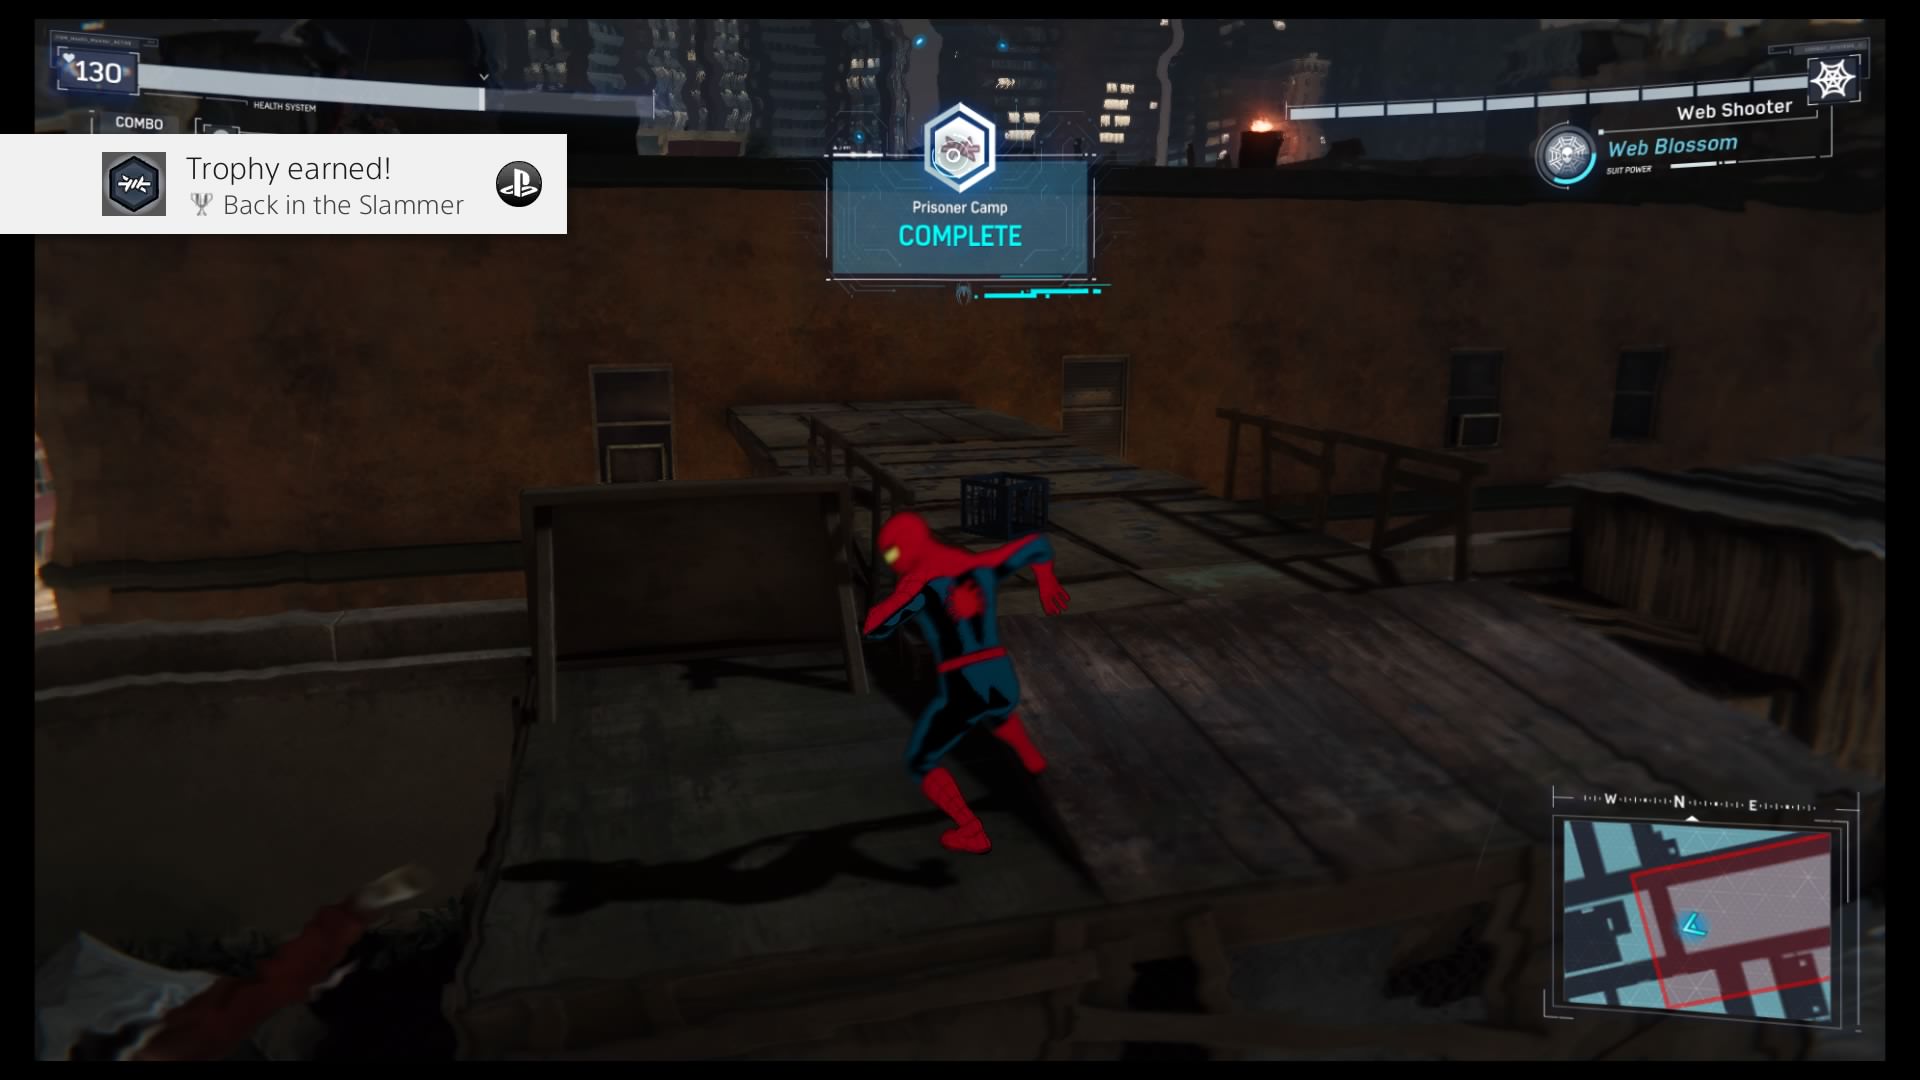 130
HEALTH SYSTEM
COMBO
Trophy earned!
Back in the Slammer
Prisoner Camp
COMPLETE
Web Shooter
Web Blossom
SUIT POWER
W N E